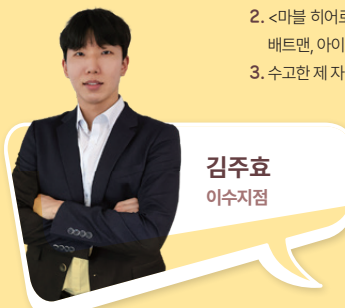 2. <마블 히어로
배트맨, 아이
3. 수고한 제 자
김주효
이수지점